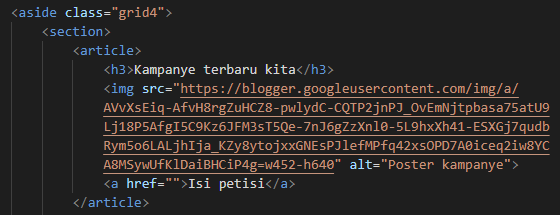 <aside class="grid4">
<section>
<article>
<h3>Kampanye terbaru kita</h3>
<img src="https://blogger.googleusercontent.com/img/a/
AVvXsEiq-AfvH8rgZuHCZ8-pwlydC-CQTP2jnPJ_OvEmNjtpbasa75atU9
Lj18P5AfgI5C9Kz6JFM3sT5Qe-7nJ6gZzXnl0-5L9hxXh41-ESXGj7qudb
Rym5o6LALjhIja_KZy8ytojxxGNEsPJlefMPfq42xsOPD7A0iceq2iw8YC
A8MSywUfKlDaiBHCiP4g=w452-h640" alt="Poster kampanye">
<a href="">Isi petisi</a>
</article>